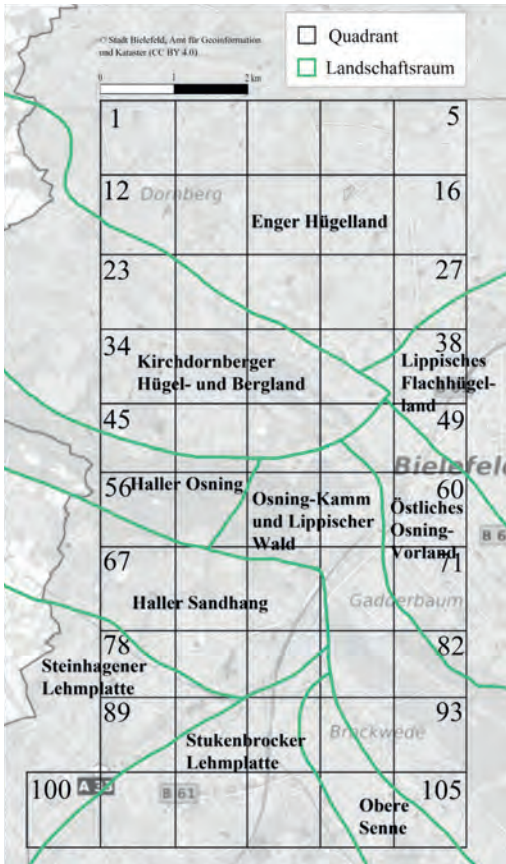 © Stadt Bielefeld, Amt für Geoinformation
und Kataster (CC BY 4.0)
0 1 2 km
Quadrant
Landschaftsraum
1
5
12
Dornberg
16
Enger Hügelland
23
27
34
38
Kirchdornberger
Hügel- und Bergland
Lippisches
Flachhügel-
land
45
49
Bielefeld
56
Haller Osning
60
Osning-Kamm
und Lippischer
Wald
Östliches
Osning-
Vorland
B 6
67
71
Haller Sandhang
Gadderbaum
78
82
Steinhagener
Lehmplatte
89
93
Stukenbrocker
Lehmplatte
Brackwede
100
A 33
B 61
105
Obere
Senne